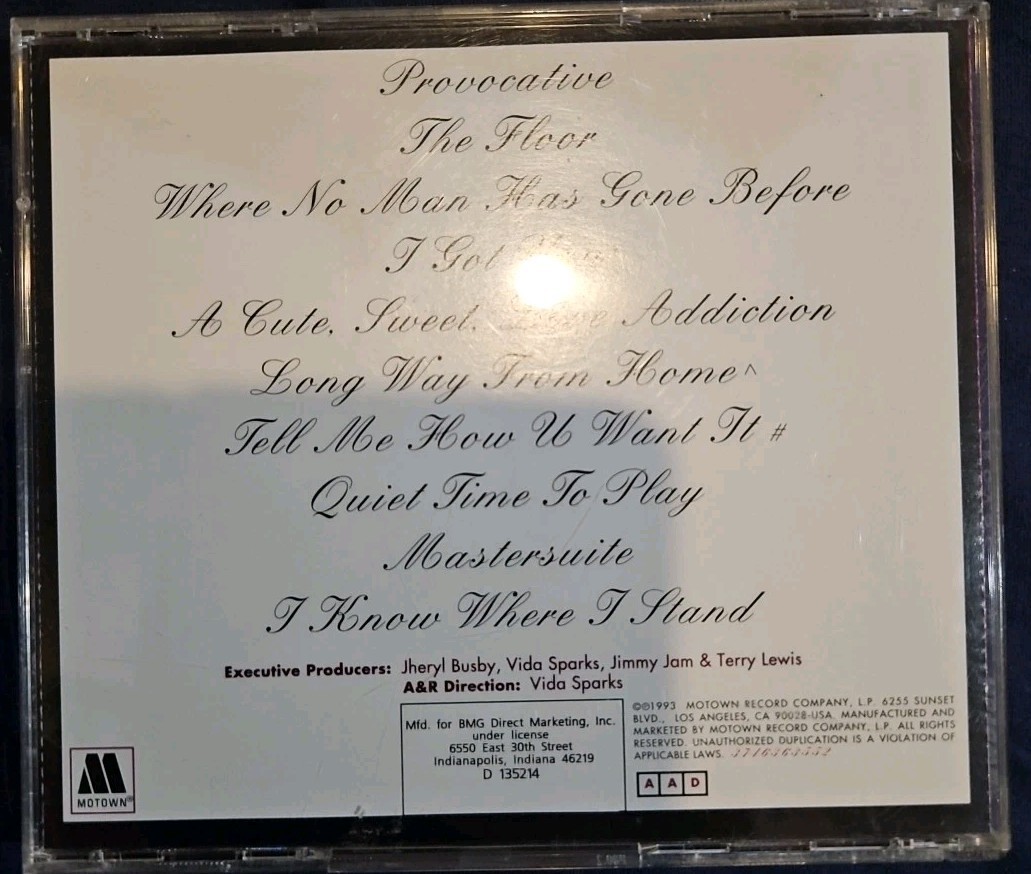 Provocative
The Floor
Where No Man Has Gone Before
I Got
A Cute, Sweet, Love Addiction
Long Way From Home^
Tell Me How U Want It #
Quiet Time To Play
Mastersuite
I Know Where I Stand
Executive Producers: Jheryl Busby, Vida Sparks, Jimmy Jam & Terry Lewis
A&R Direction: Vida Sparks
Mfd. for BMG Direct Marketing, Inc.
under license
6550 East 30th Street
Indianapolis, Indiana 46219
D 135214
©℗1993 MOTOWN RECORD COMPANY, L.P. 6255 SUNSET
BLVD., LOS ANGELES, CA 90028-USA. MANUFACTURED AND
MARKETED BY MOTOWN RECORD COMPANY, L.P. ALL RIGHTS
RESERVED. UNAUTHORIZED DUPLICATION IS A VIOLATION OF
APPLICABLE LAWS. 3746363552
A A D
MOTOWN®